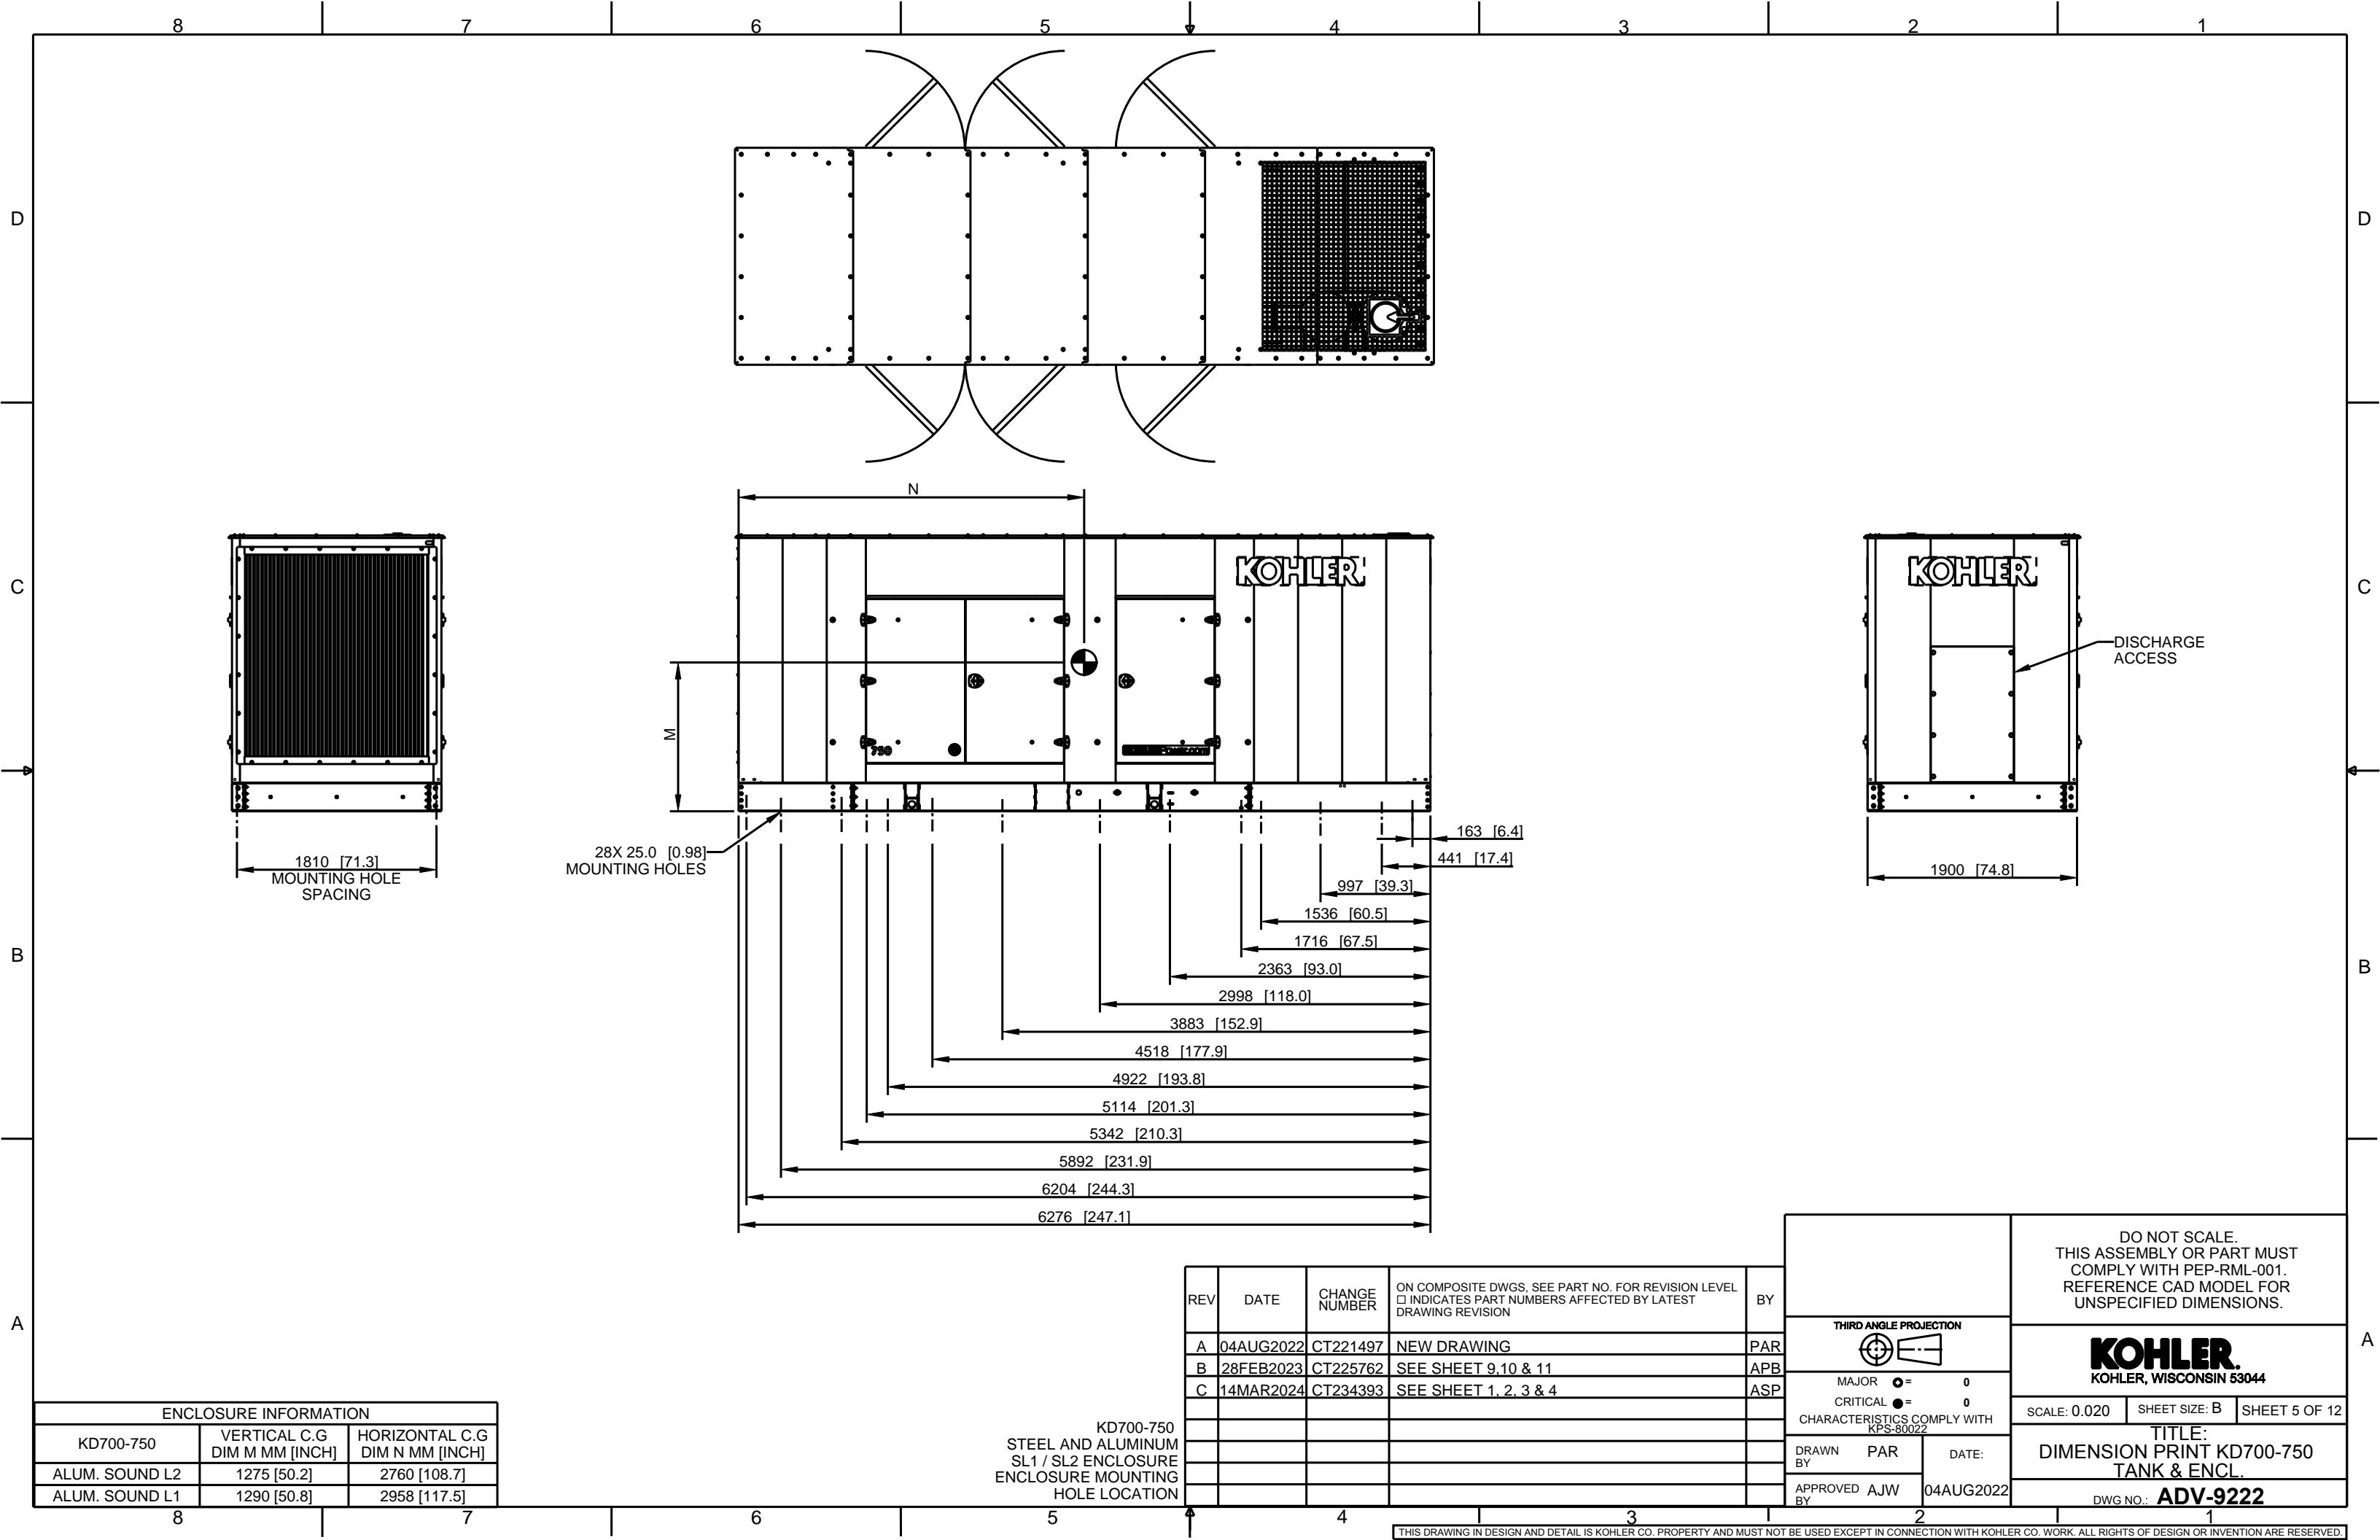 8 7 6 5 4 3 2 1
D D
N
KOHLER.
KOHLER.
C C
DISCHARGE
ACCESS
M
750
163 [6.4]
28X 25.0 [0.98]
MOUNTING HOLES
441 [17.4]
1810 [71.3]
MOUNTING HOLE
SPACING
1900 [74.8]
997 [39.3]
1536 [60.5]
1716 [67.5]
B B
2363 [93.0]
2998 [118.0]
3883 [152.9]
4518 [177.9]
4922 [193.8]
5114 [201.3]
5342 [210.3]
5892 [231.9]
6204 [244.3]
6276 [247.1]
A A
ENCLOSURE INFORMATION
KD700-750 VERTICAL C.G DIM M MM [INCH] HORIZONTAL C.G DIM N MM [INCH]
ALUM. SOUND L2 1275 [50.2] 2760 [108.7]
ALUM. SOUND L1 1290 [50.8] 2958 [117.5]
KD700-750
STEEL AND ALUMINUM
SL1 / SL2 ENCLOSURE
ENCLOSURE MOUNTING
HOLE LOCATION
REV DATE CHANGE NUMBER ON COMPOSITE DWGS, SEE PART NO. FOR REVISION LEVEL
☐ INDICATES PART NUMBERS AFFECTED BY LATEST
DRAWING REVISION
BY
A 04AUG2022 CT221497 NEW DRAWING PAR
B 28FEB2023 CT225762 SEE SHEET 9,10 & 11 APB
C 14MAR2024 CT234393 SEE SHEET 1, 2, 3 & 4 ASP
THIRD ANGLE PROJECTION
MAJOR = 0
CRITICAL = 0
CHARACTERISTICS COMPLY WITH
KPS-80022
DRAWN BY PAR DATE:
APPROVED BY AJW 04AUG2022
DO NOT SCALE.
THIS ASSEMBLY OR PART MUST
COMPLY WITH PEP-RML-001.
REFERENCE CAD MODEL FOR
UNSPECIFIED DIMENSIONS.
KOHLER.
KOHLER, WISCONSIN 53044
SCALE: 0.020 SHEET SIZE: B SHEET 5 OF 12
TITLE:
DIMENSION PRINT KD700-750
TANK & ENCL.
DWG NO.: ADV-9222
8 7 6 5 4 3 2 1
THIS DRAWING IN DESIGN AND DETAIL IS KOHLER CO. PROPERTY AND MUST NOT BE USED EXCEPT IN CONNECTION WITH KOHLER CO. WORK. ALL RIGHTS OF DESIGN OR INVENTION ARE RESERVED.